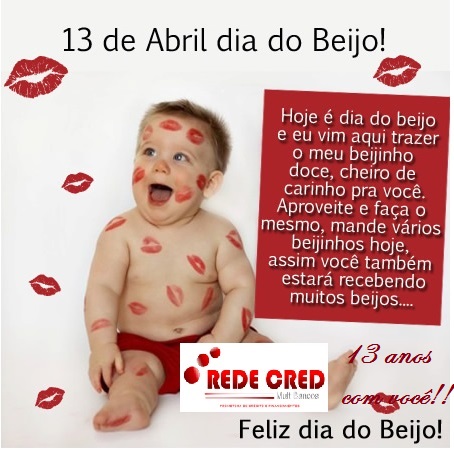 13 de Abril dia do Beijo!
Hoje é dia do beijo
e eu vim aqui trazer
o meu beijinho
doce, cheiro de
carinho pra você.
Aproveite e faça o
mesmo, mande vários
beijinhos hoje,
assim você também
estará recebendo
muitos beijos....
REDE CRED
Mult Bancos
13 anos
com você!!
Feliz dia do Beijo!